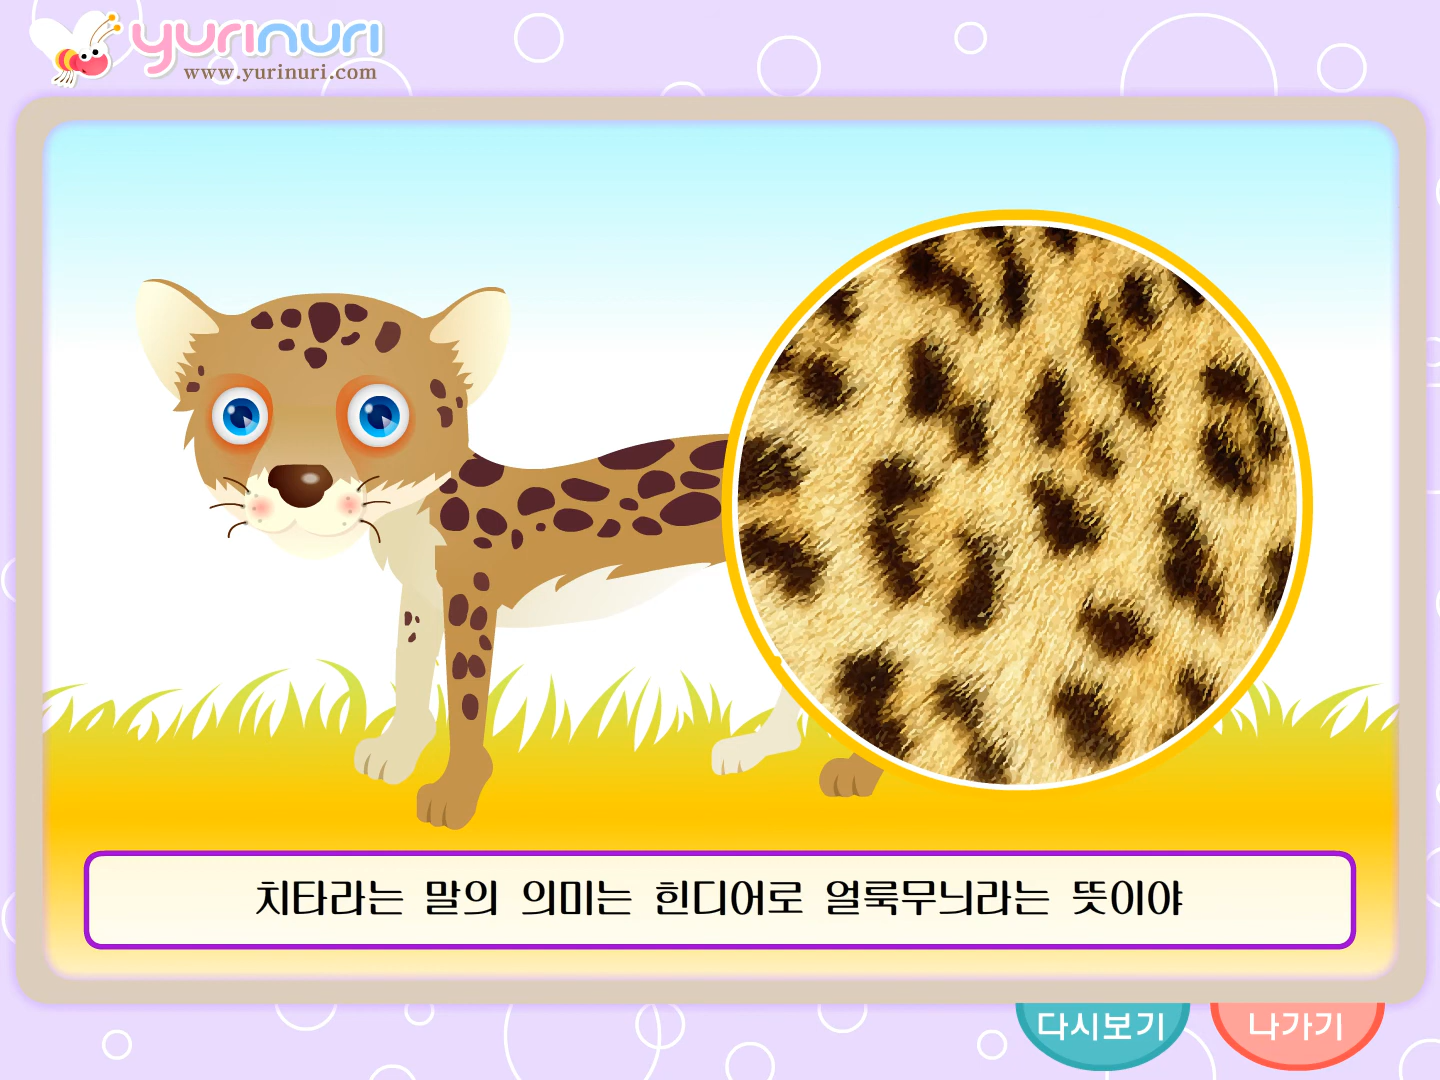 yurinuri
www.yurinuri.com
치타라는 말의 의미는 힌디어로 얼룩무늬라는 뜻이야
다시보기
나가기